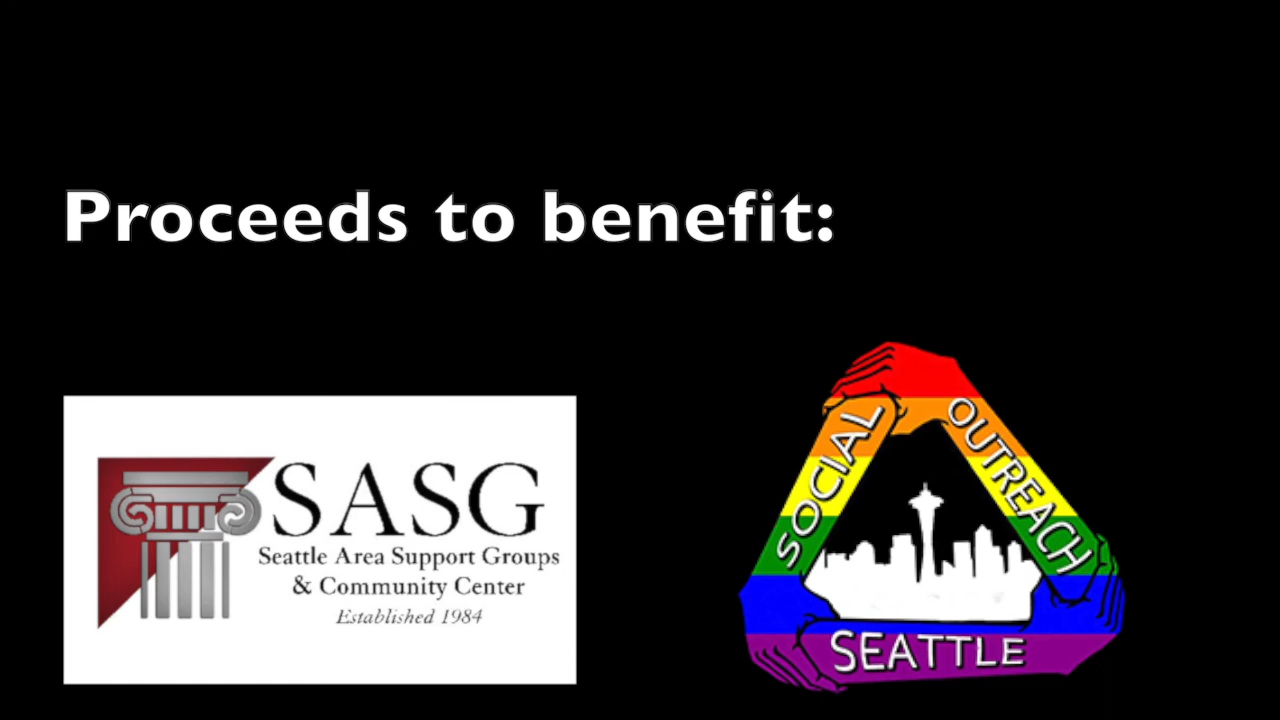 Proceeds to benefit:
SASG
Seattle Area Support Groups
& Community Center
Established 1984
SOCIAL
OUTREACH
SEATTLE